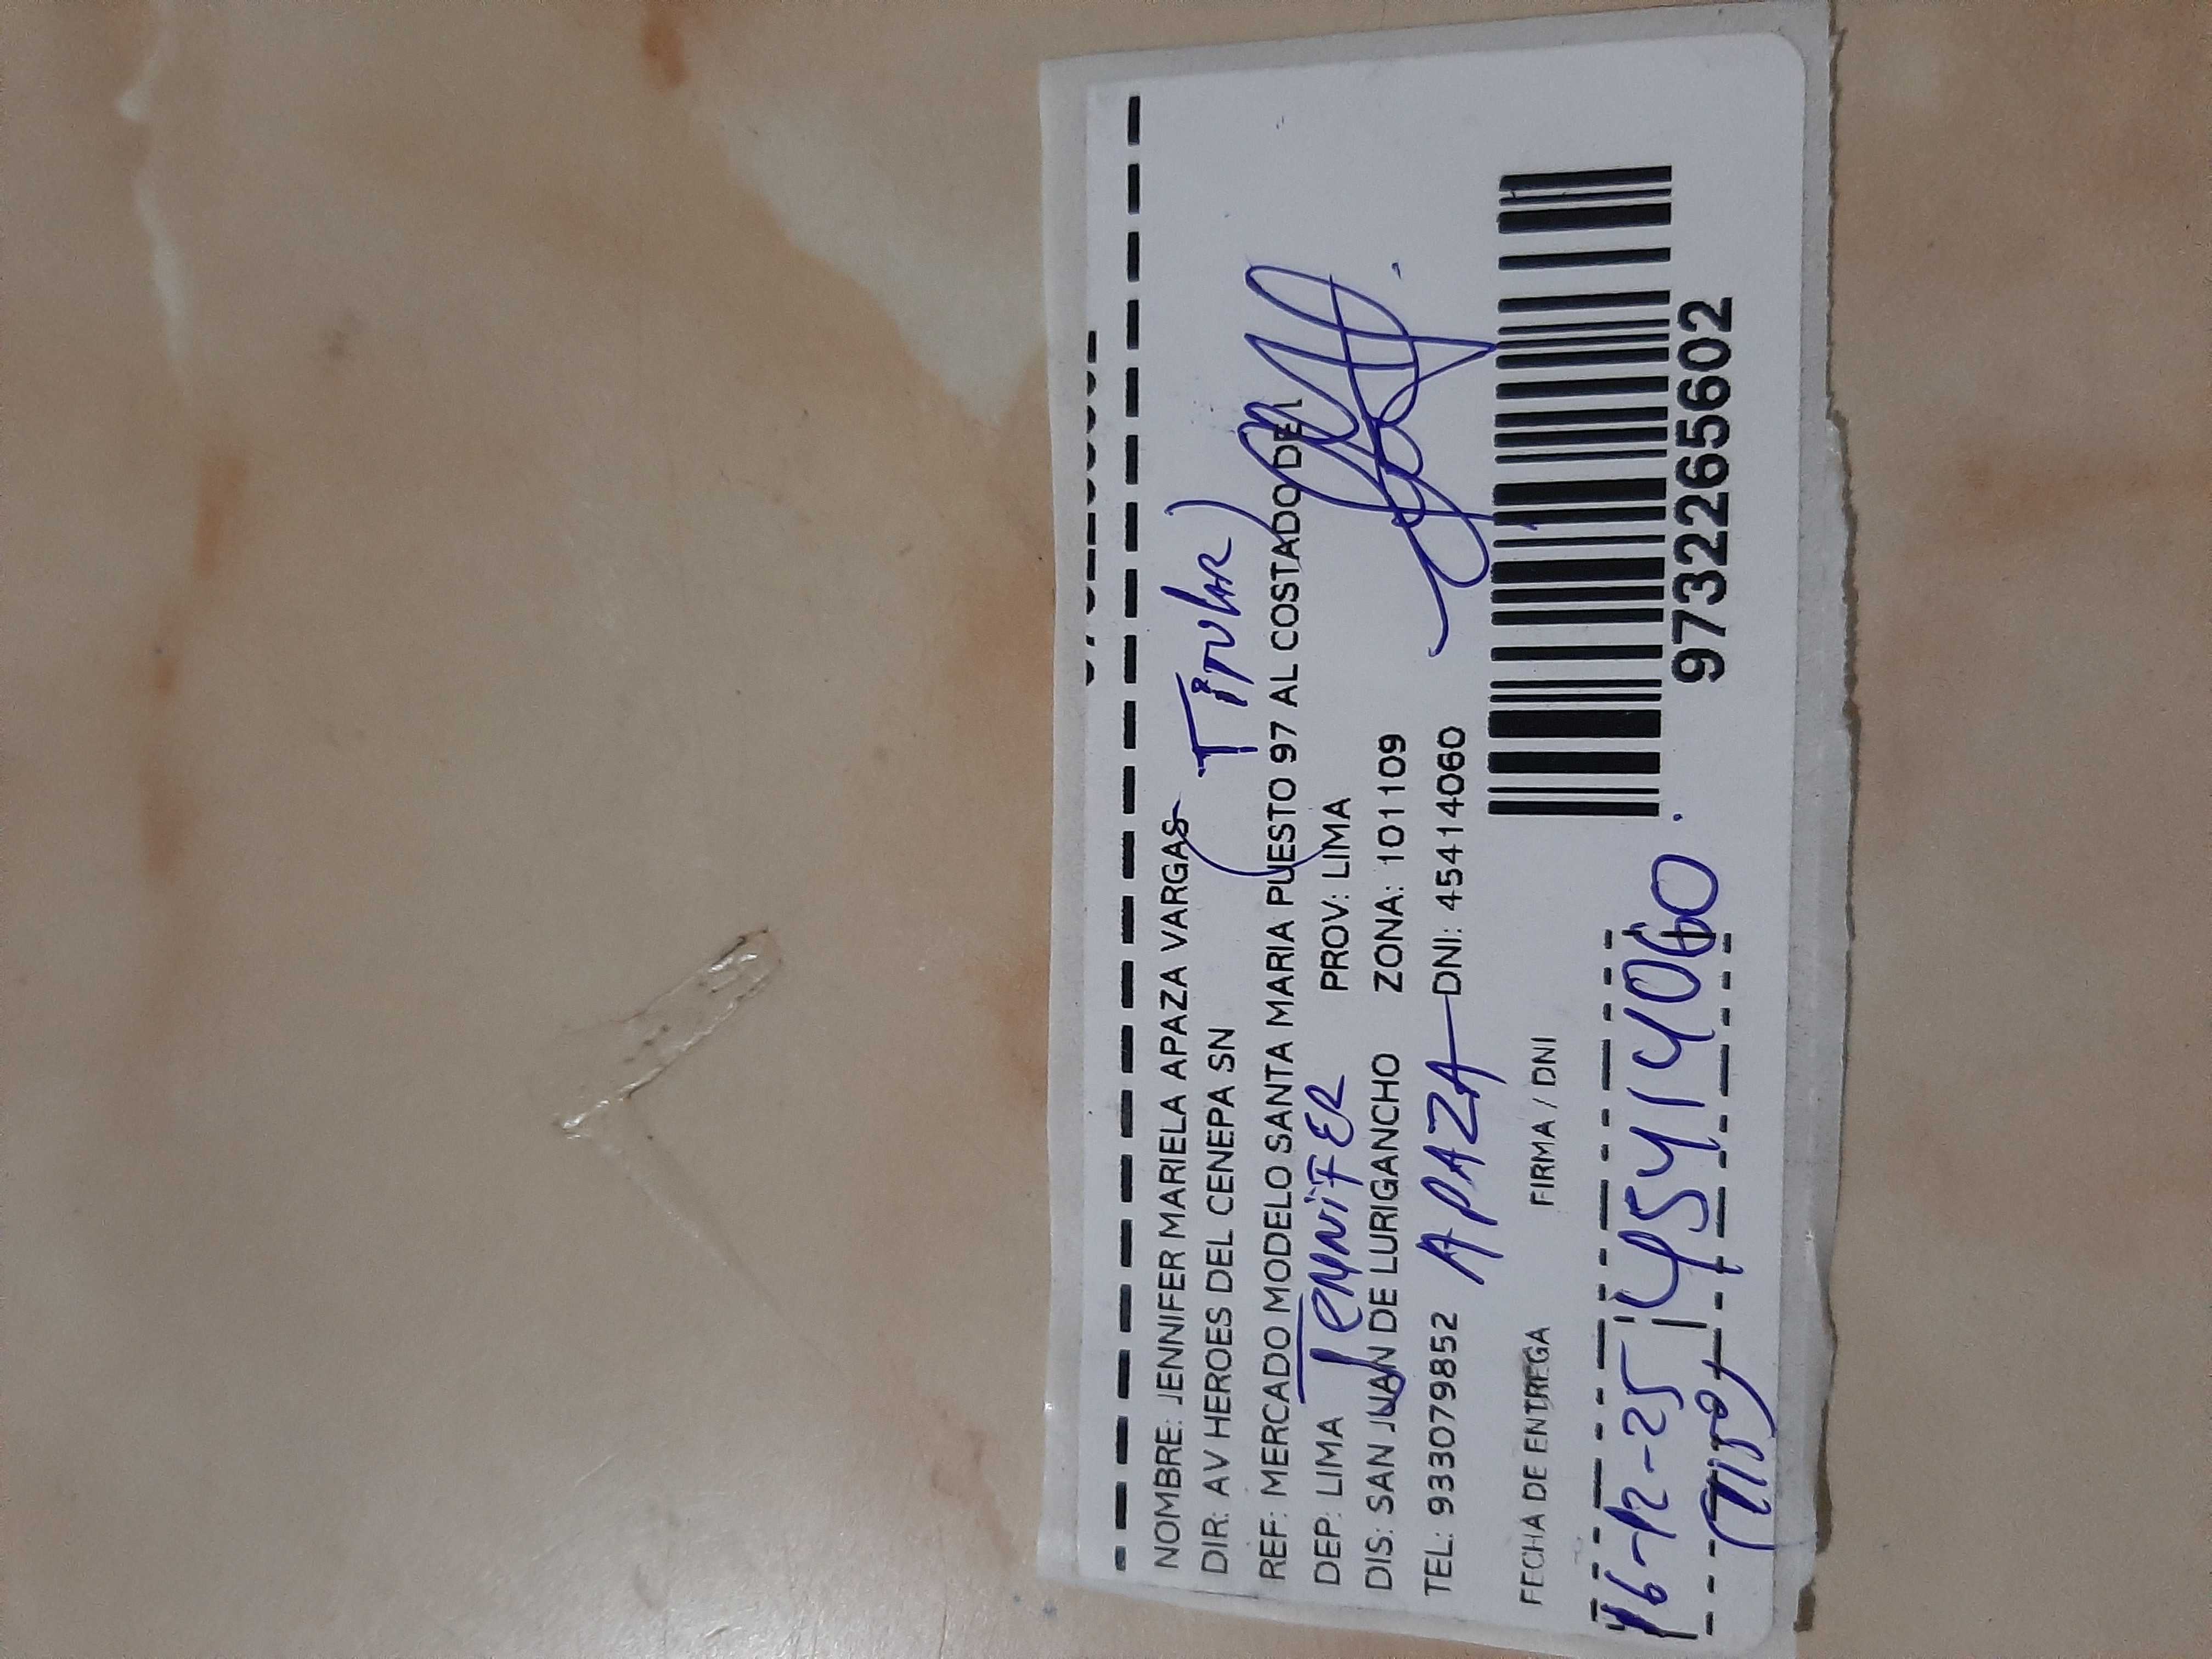 NOMBRE: JENNIFER MARIELA APAZA VARGAS
(TITULAR)
DIR: AV HEROES DEL CENEPA SN
REF: MERCADO MODELO SANTA MARIA PUESTO 97 AL COSTADO DE
DEP: LIMA PROV: LIMA
JENNIFER
DIS: SAN JUAN DE LURIGANCHO ZONA: 101109
TEL: 933079852 DNI: 45414060
APAZA
FECHA DE ENTREGA FIRMA / DNI
16-12-25 45414060
9732265602